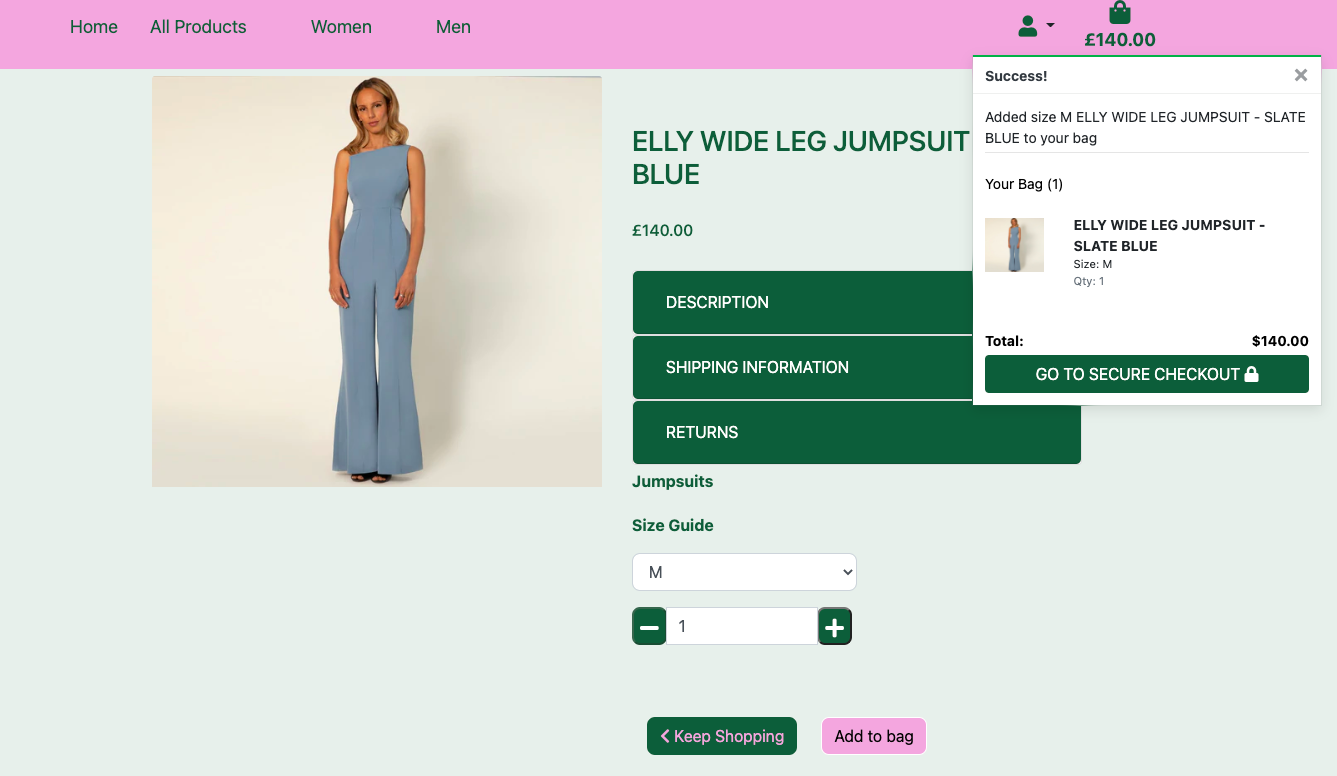 Home
All Products
Women
Men
£140.00
Success!
Added size M ELLY WIDE LEG JUMPSUIT - SLATE
BLUE to your bag
Your Bag (1)
ELLY WIDE LEG JUMPSUIT -
SLATE BLUE
Size: M
Qty: 1
Total:
$140.00
GO TO SECURE CHECKOUT
ELLY WIDE LEG JUMPSUIT
BLUE
£140.00
DESCRIPTION
SHIPPING INFORMATION
RETURNS
Jumpsuits
Size Guide
M
1
Keep Shopping
Add to bag